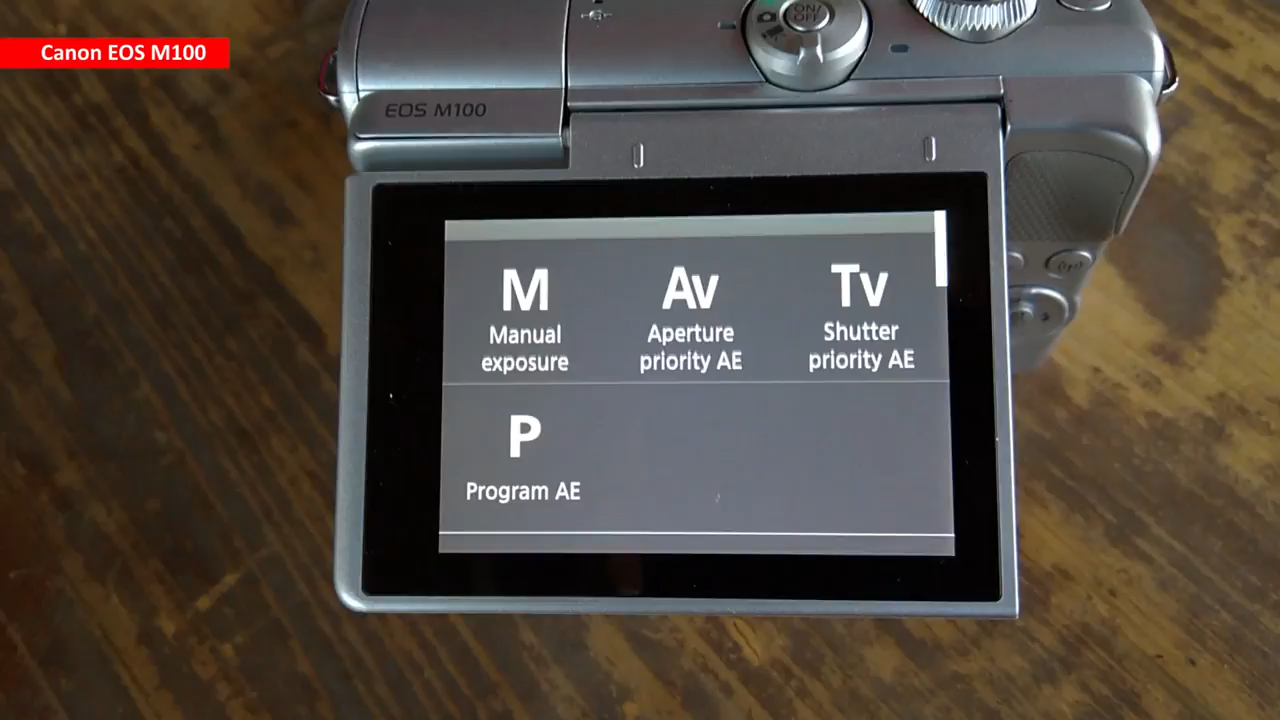 Canon EOS M100
ON/
OFF
EOS M100
M
Manual
exposure
Av
Aperture
priority AE
Tv
Shutter
priority AE
P
Program AE